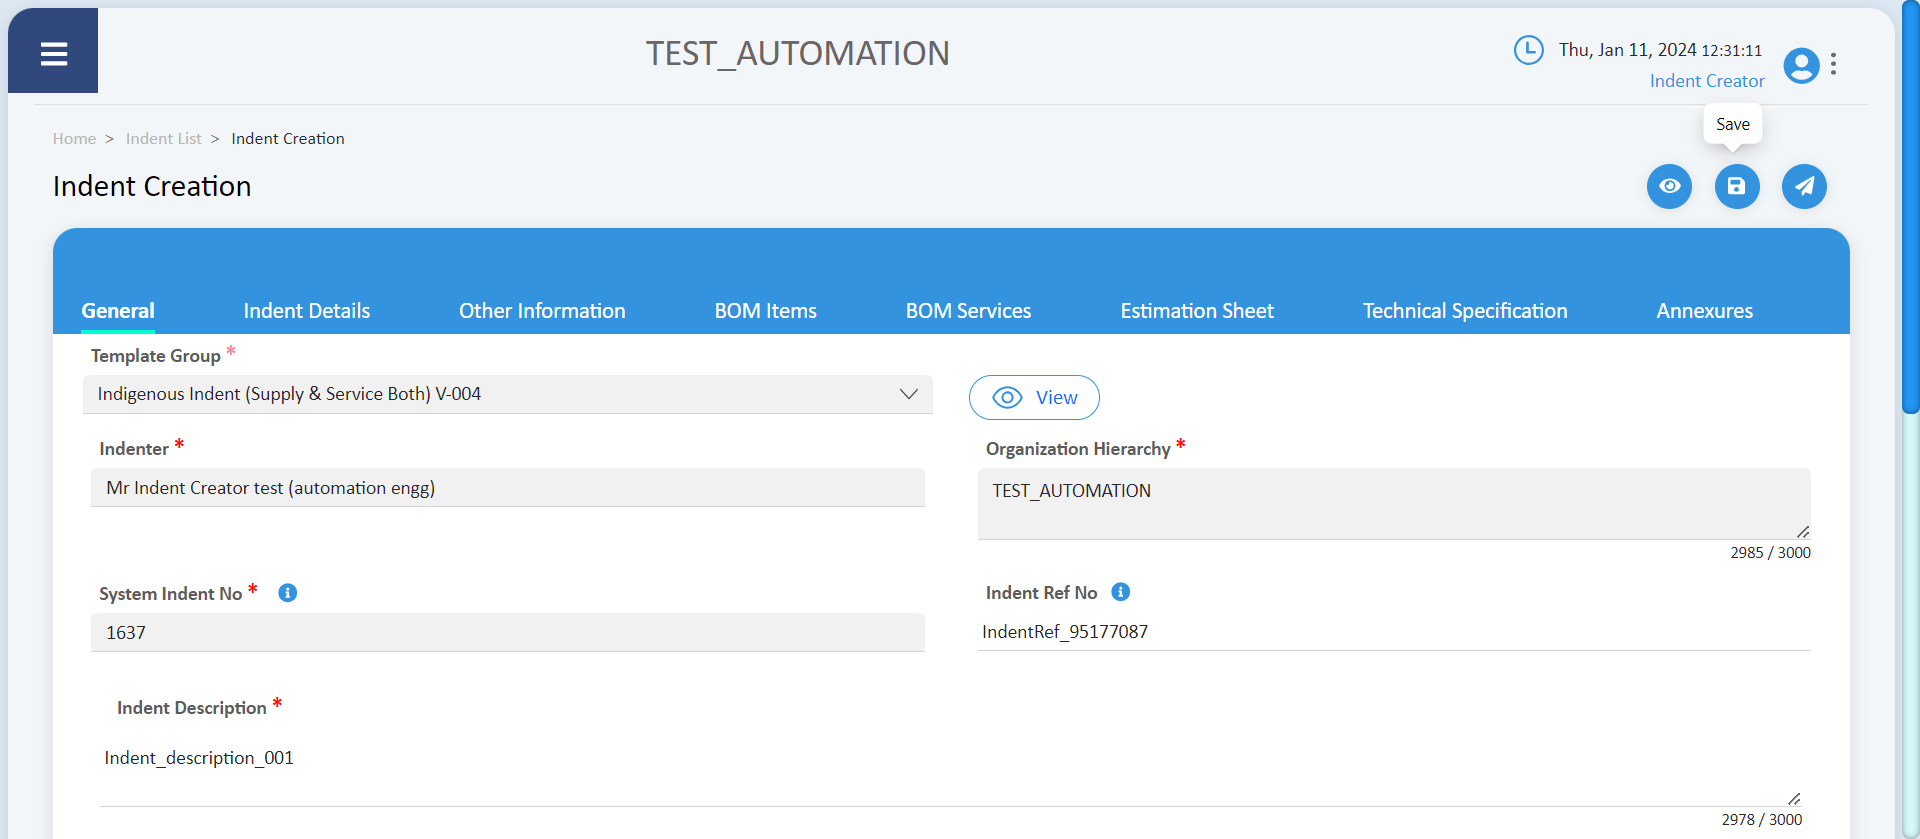 TEST_AUTOMATION
Thu, Jan 11, 2024 12:31:11
Indent Creator
Home > Indent List > Indent Creation
Save
Indent Creation
General Indent Details Other Information BOM Items BOM Services Estimation Sheet Technical Specification Annexures
Template Group *
Indigenous Indent (Supply & Service Both) V-004
View
Indenter *
Mr Indent Creator test (automation engg)
Organization Hierarchy *
TEST_AUTOMATION
2985 / 3000
System Indent No *
1637
Indent Ref No
IndentRef_95177087
Indent Description *
Indent_description_001
2978 / 3000